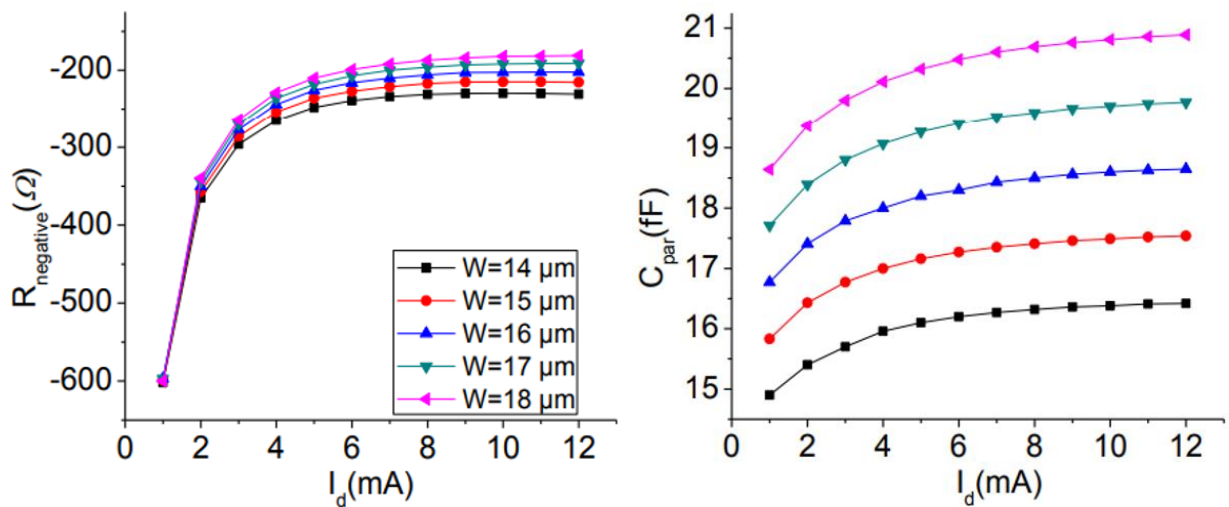 -200
-300
-400
-500
-600
R_negative(Ω)
0 2 4 6 8 10 12
I_d(mA)
W=14 µm
W=15 µm
W=16 µm
W=17 µm
W=18 µm
21
20
19
18
17
16
15
C_par(fF)
0 2 4 6 8 10 12
I_d(mA)